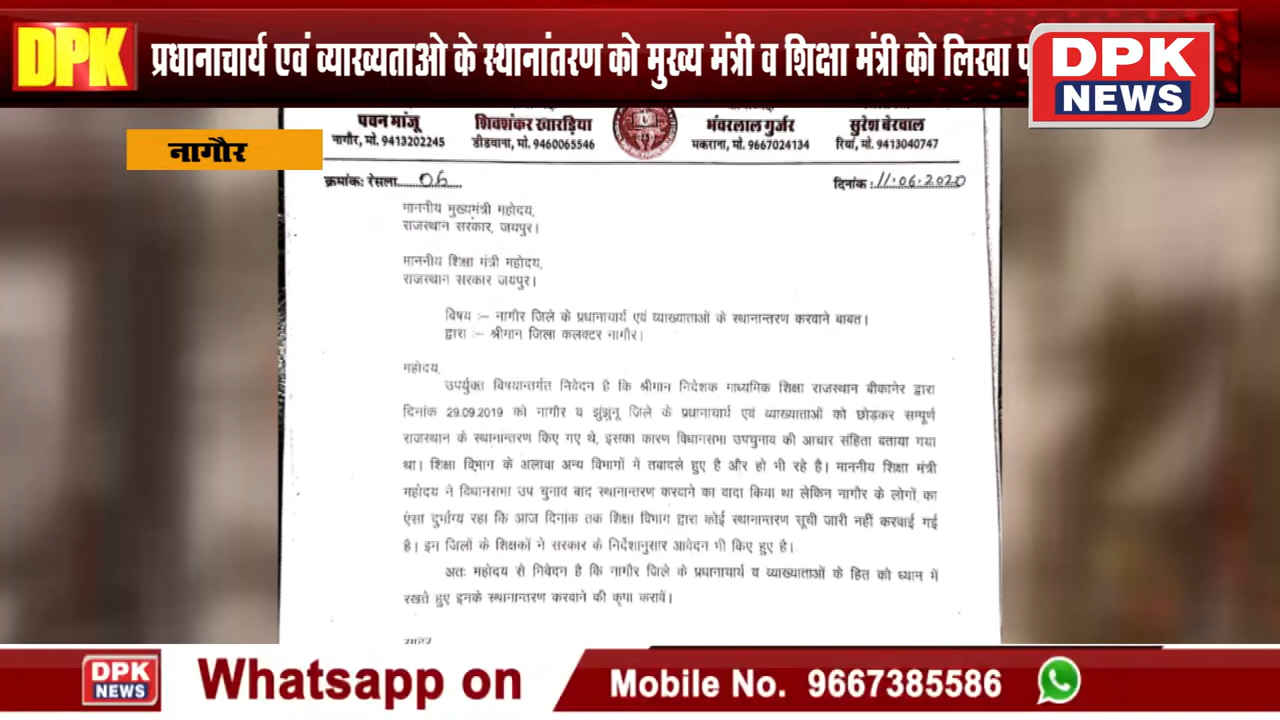 DPK
प्रधानाचार्य एवं व्याख्यताओ के स्थानांतरण को मुख्य मंत्री व शिक्षा मंत्री को लिखा
DPK
NEWS
नागौर
पवन मांजू
शिवशंकर खारड़िया
भंवरलाल गुर्जर
सुरेश बेरवाल
नागौर, मो. 9413202245
डीडवाना, मो. 9460065546
मकराना, मो. 9667024134
रियां, मो. 9413040747
क्रमांक: रेसला......06......
दिनांक :11.06.2020
माननीय मुख्यमंत्री महोदय,
राजस्थान सरकार, जयपुर।
माननीय शिक्षा मंत्री महोदय,
राजस्थान सरकार जयपुर।
विषय :– नागौर जिले के प्रधानाचार्य एवं व्याख्याताओं के स्थानान्तरण करवाने बाबत।
द्वारा :– श्रीमान जिला कलक्टर नागौर।
महोदय,
उपर्युक्त विषयान्तर्गत निवेदन है कि श्रीमान निदेशक माध्यमिक शिक्षा राजस्थान बीकानेर द्वारा
दिनांक 29.09.2019 को नागौर व झुंझुंनू जिले के प्रधानाचार्य एवं व्याख्याताओं को छोड़कर सम्पूर्ण
राजस्थान के स्थानान्तरण किए गए थे, इसका कारण विधानसभा उपचुनाव की आचार संहिता बताया गया
था। शिक्षा विभाग के अलावा अन्य विभागों में तबादले हुए है और हो भी रहे है। माननीय शिक्षा मंत्री
महोदय ने विधानसभा उप चुनाव बाद स्थानान्तरण करवाने का वादा किया था लेकिन नागौर के लोगों का
ऐसा दुर्भाग्य रहा कि आज दिनांक तक शिक्षा विभाग द्वारा कोई स्थानान्तरण सूची जारी नहीं करवाई गई
है। इन जिलों के शिक्षकों ने सरकार के निर्देशानुसार आवेदन भी किए हुए है।
अतः महोदय से निवेदन है कि नागौर जिले के प्रधानाचार्य व व्याख्याताओं के हित को ध्यान में
रखते हुए इनके स्थानान्तरण करवाने की कृपा करावें।
DPK
NEWS
Whatsapp on
Mobile No. 9667385586